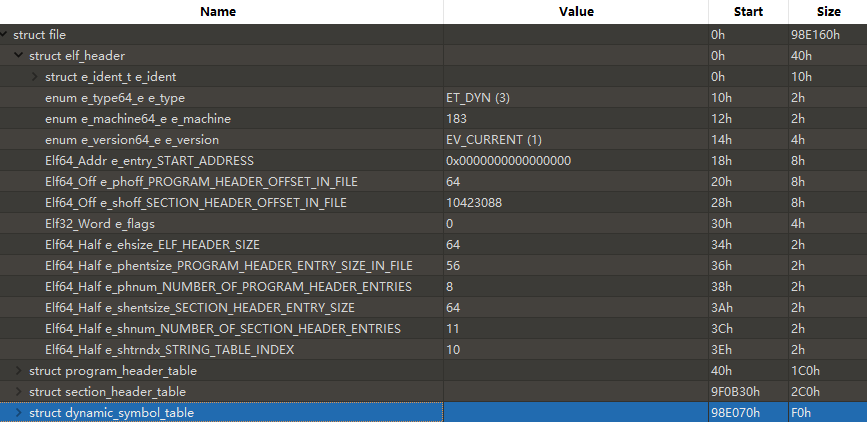 Name Value Start Size
struct file 0h 98E160h
struct elf_header 0h 40h
struct e_ident_t e_ident 0h 10h
enum e_type64_e e_type ET_DYN (3) 10h 2h
enum e_machine64_e e_machine 183 12h 2h
enum e_version64_e e_version EV_CURRENT (1) 14h 4h
Elf64_Addr e_entry_START_ADDRESS 0x0000000000000000 18h 8h
Elf64_Off e_phoff_PROGRAM_HEADER_OFFSET_IN_FILE 64 20h 8h
Elf64_Off e_shoff_SECTION_HEADER_OFFSET_IN_FILE 10423088 28h 8h
Elf32_Word e_flags 0 30h 4h
Elf64_Half e_ehsize_ELF_HEADER_SIZE 64 34h 2h
Elf64_Half e_phentsize_PROGRAM_HEADER_ENTRY_SIZE_IN_FILE 56 36h 2h
Elf64_Half e_phnum_NUMBER_OF_PROGRAM_HEADER_ENTRIES 8 38h 2h
Elf64_Half e_shentsize_SECTION_HEADER_ENTRY_SIZE 64 3Ah 2h
Elf64_Half e_shnum_NUMBER_OF_SECTION_HEADER_ENTRIES 11 3Ch 2h
Elf64_Half e_shtrndx_STRING_TABLE_INDEX 10 3Eh 2h
struct program_header_table 40h 1C0h
struct section_header_table 9F0B30h 2C0h
struct dynamic_symbol_table 98E070h F0h